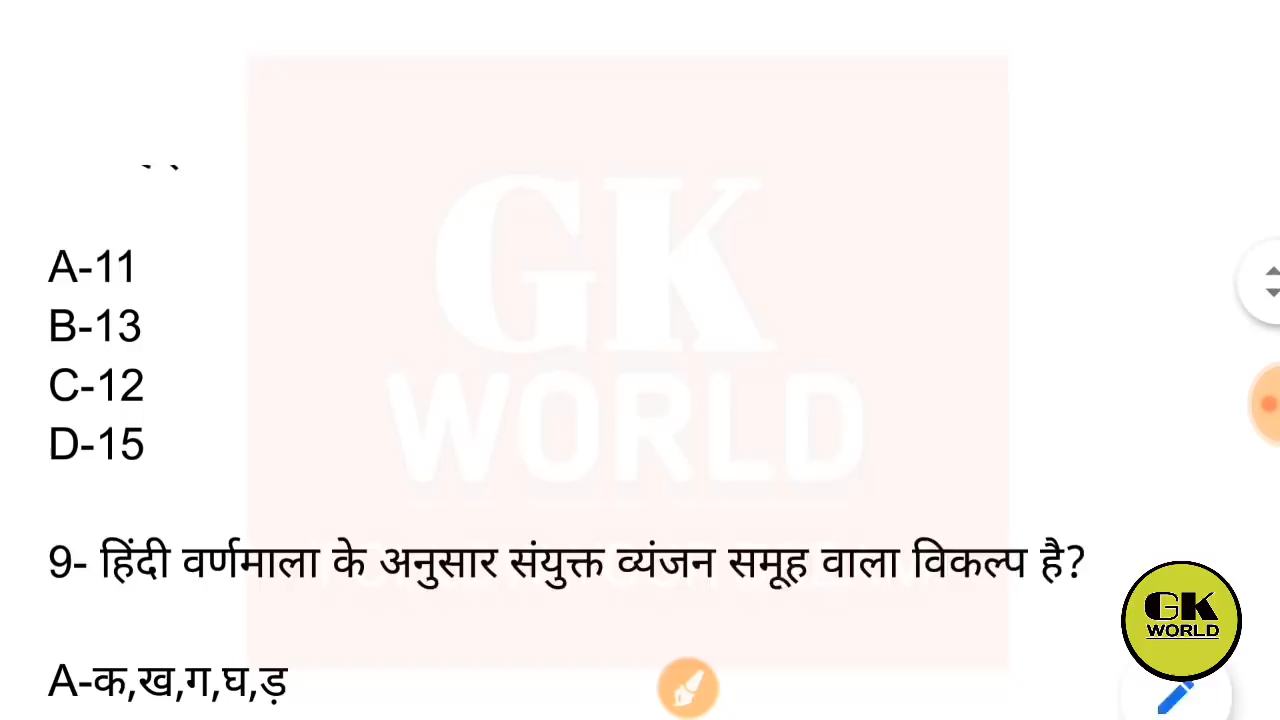 GK
WORLD
A-11
B-13
C-12
D-15
9- हिंदी वर्णमाला के अनुसार संयुक्त व्यंजन समूह वाला विकल्प है?
GK
WORLD
A-क,ख,ग,घ,ड़